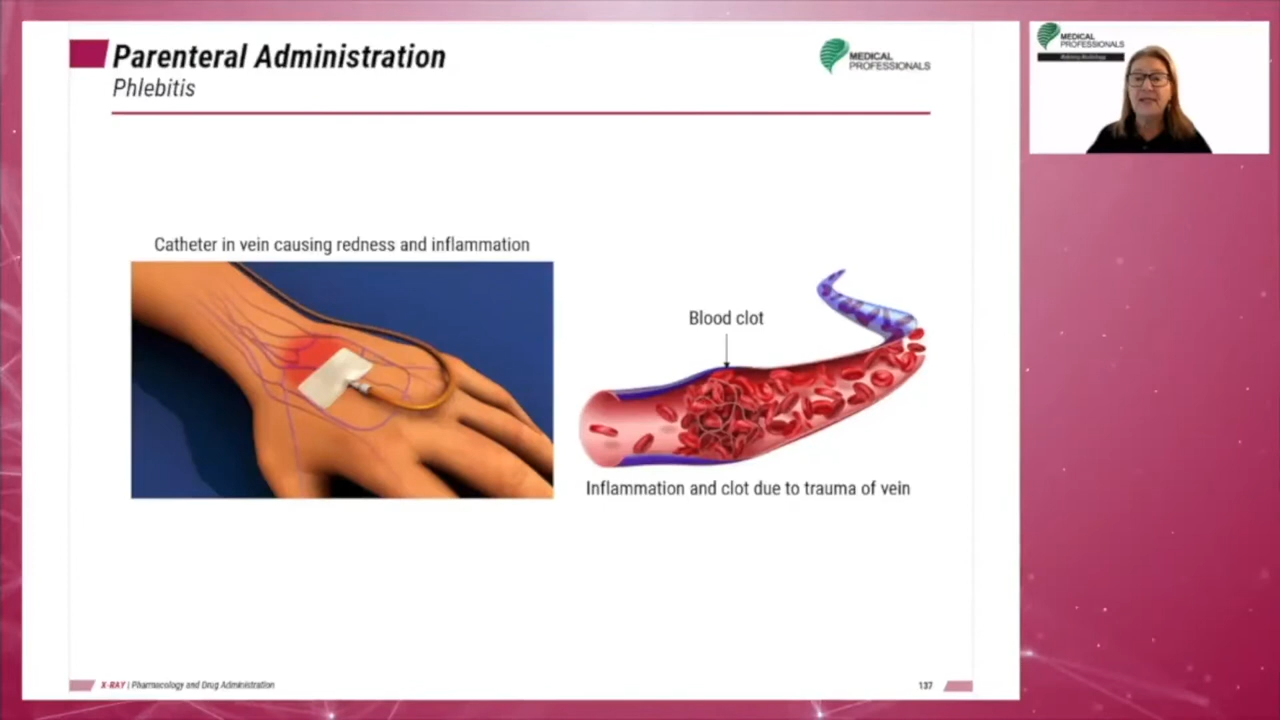 Parenteral Administration
Phlebitis
MEDICAL
PROFESSIONALS
MEDICAL
PROFESSIONALS
Catheter in vein causing redness and inflammation
Blood clot
Inflammation and clot due to trauma of vein
X-RAY | Pharmacology and Drug Administration
137